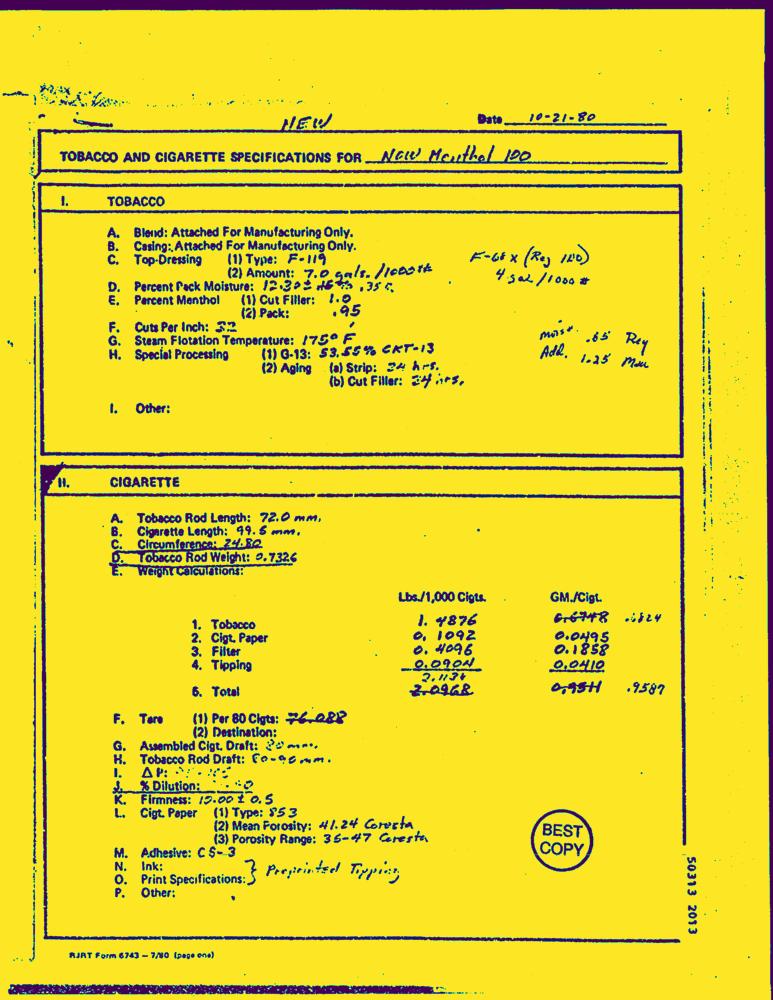 NEW
Date 10-21-80
TOBACCO AND CIGARETTE SPECIFICATIONS FOR New Menthol 100
I. TOBACCO
A. Blend: Attached For Manufacturing Only.
B. Casing: Attached For Manufacturing Only.
C. Top-Dressing (1) Type: F-119
F-68 X (Reg 100)
(2) Amount: 7.0 gals. /1000#
4 gal /1000 #
D. Percent Pack Moisture: 12.30 ± .35
E. Percent Menthol (1) Cut Filler: 1.0
(2) Pack: .95
F. Cuts Per Inch: 32
G. Steam Flotation Temperature: 175° F
moist. .65 Reg
H. Special Processing (1) G-13: 53.55% CKT-13
Add. 1.25 Men
(2) Aging (a) Strip: 24 hrs.
(b) Cut Filler: 24 hrs.
I. Other:
II. CIGARETTE
A. Tobacco Rod Length: 72.0 mm.
B. Cigarette Length: 99.5 mm.
C. Circumference: 24.80
D. Tobacco Rod Weight: 0.7326
E. Weight Calculations:
Lbs./1,000 Cigts. GM./Cigt.
1. Tobacco 1.4876 0.6748 .6824
2. Cigt. Paper 0.1092 0.0495
3. Filter 0.4096 0.1858
4. Tipping 0.0904 0.0410
2.1134
5. Total 2.0968 0.9511 .9587
F. Tare (1) Per 80 Cigts: 76.088
(2) Destination:
G. Assembled Cigt. Draft: mm.
H. Tobacco Rod Draft: 80-90 mm.
I. Δ P:
J. % Dilution:
K. Firmness: 10.00 ± 0.5
L. Cigt. Paper (1) Type: 853
(2) Mean Porosity: 41.24 Coresta
(3) Porosity Range: 35-47 Coresta
M. Adhesive: CS-3
N. Ink:
} Preprinted Tipping
O. Print Specifications:
P. Other:
BEST
COPY
50313 2013
RJRT Form 6743 — 7/80 (page one)